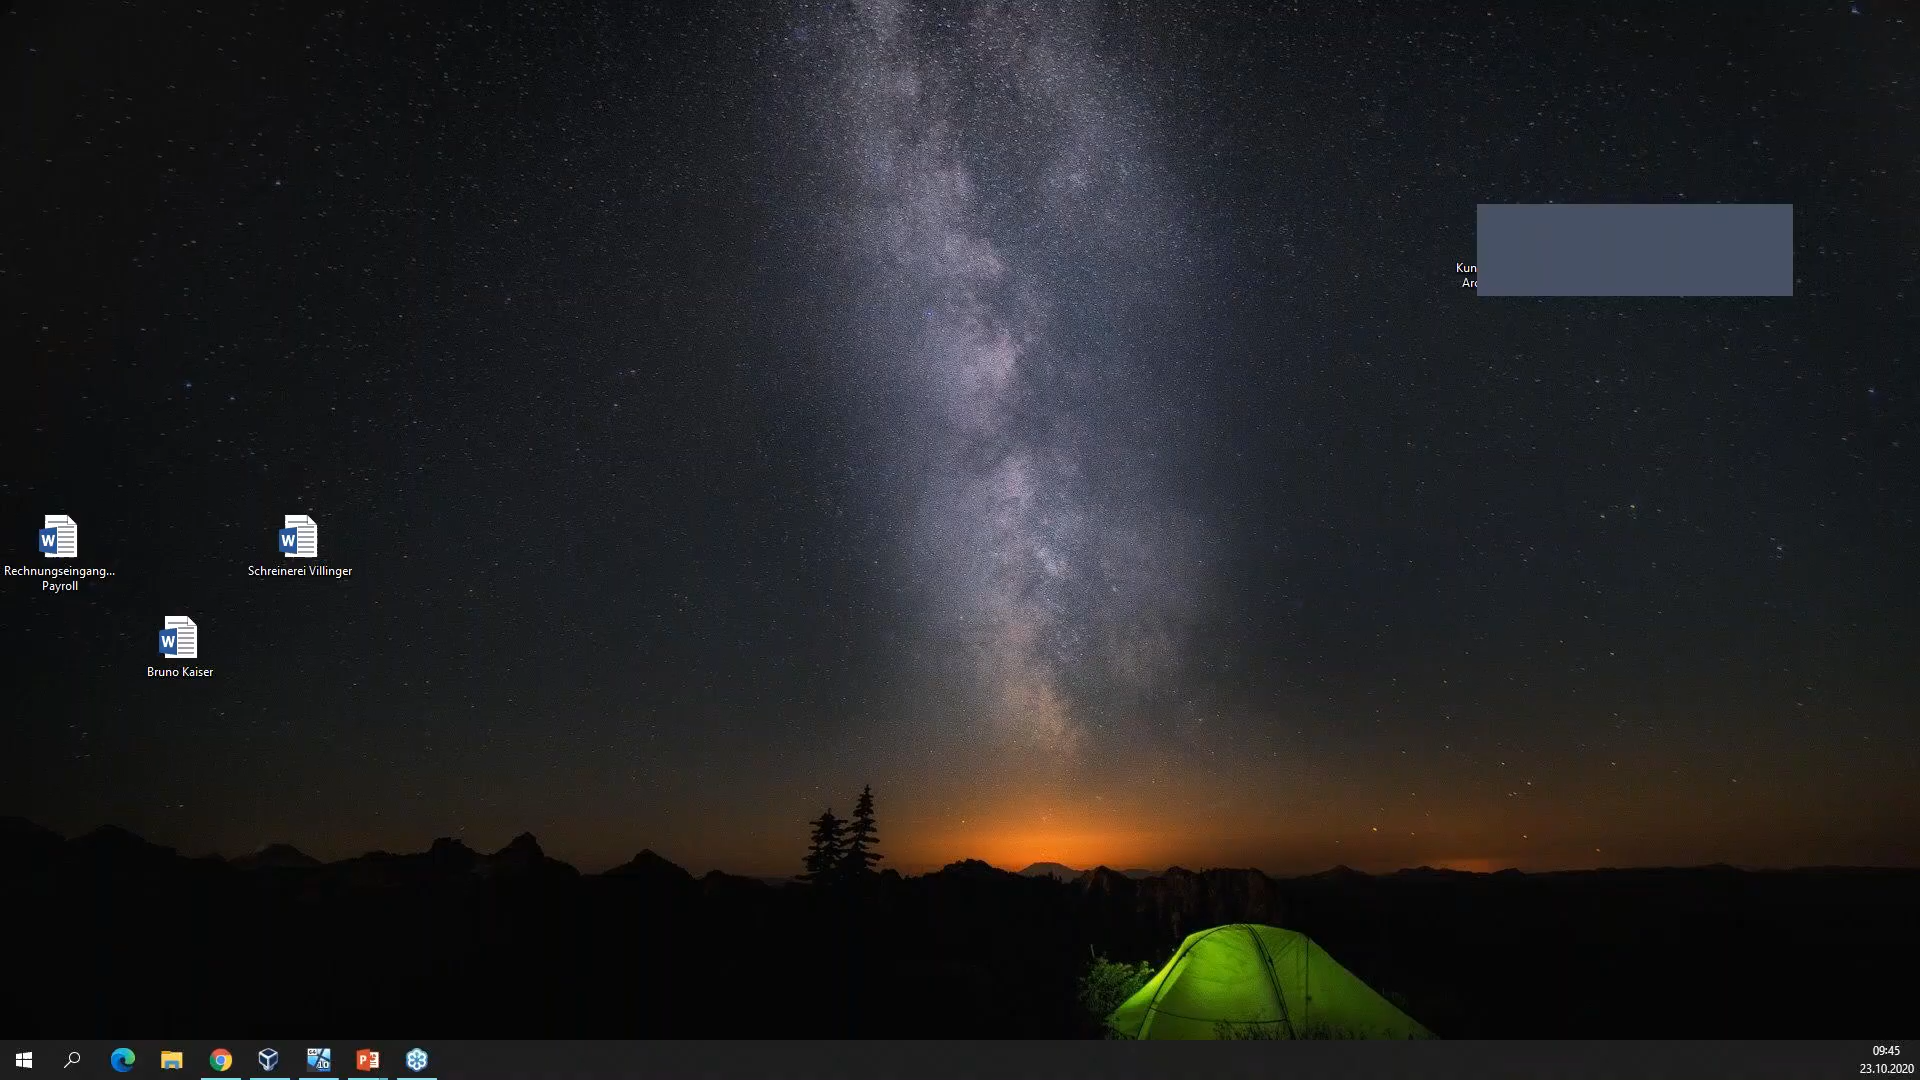 Rechnungseingang...
Payroll
Schreinerei Villinger
Bruno Kaiser
09:45
23.10.2020